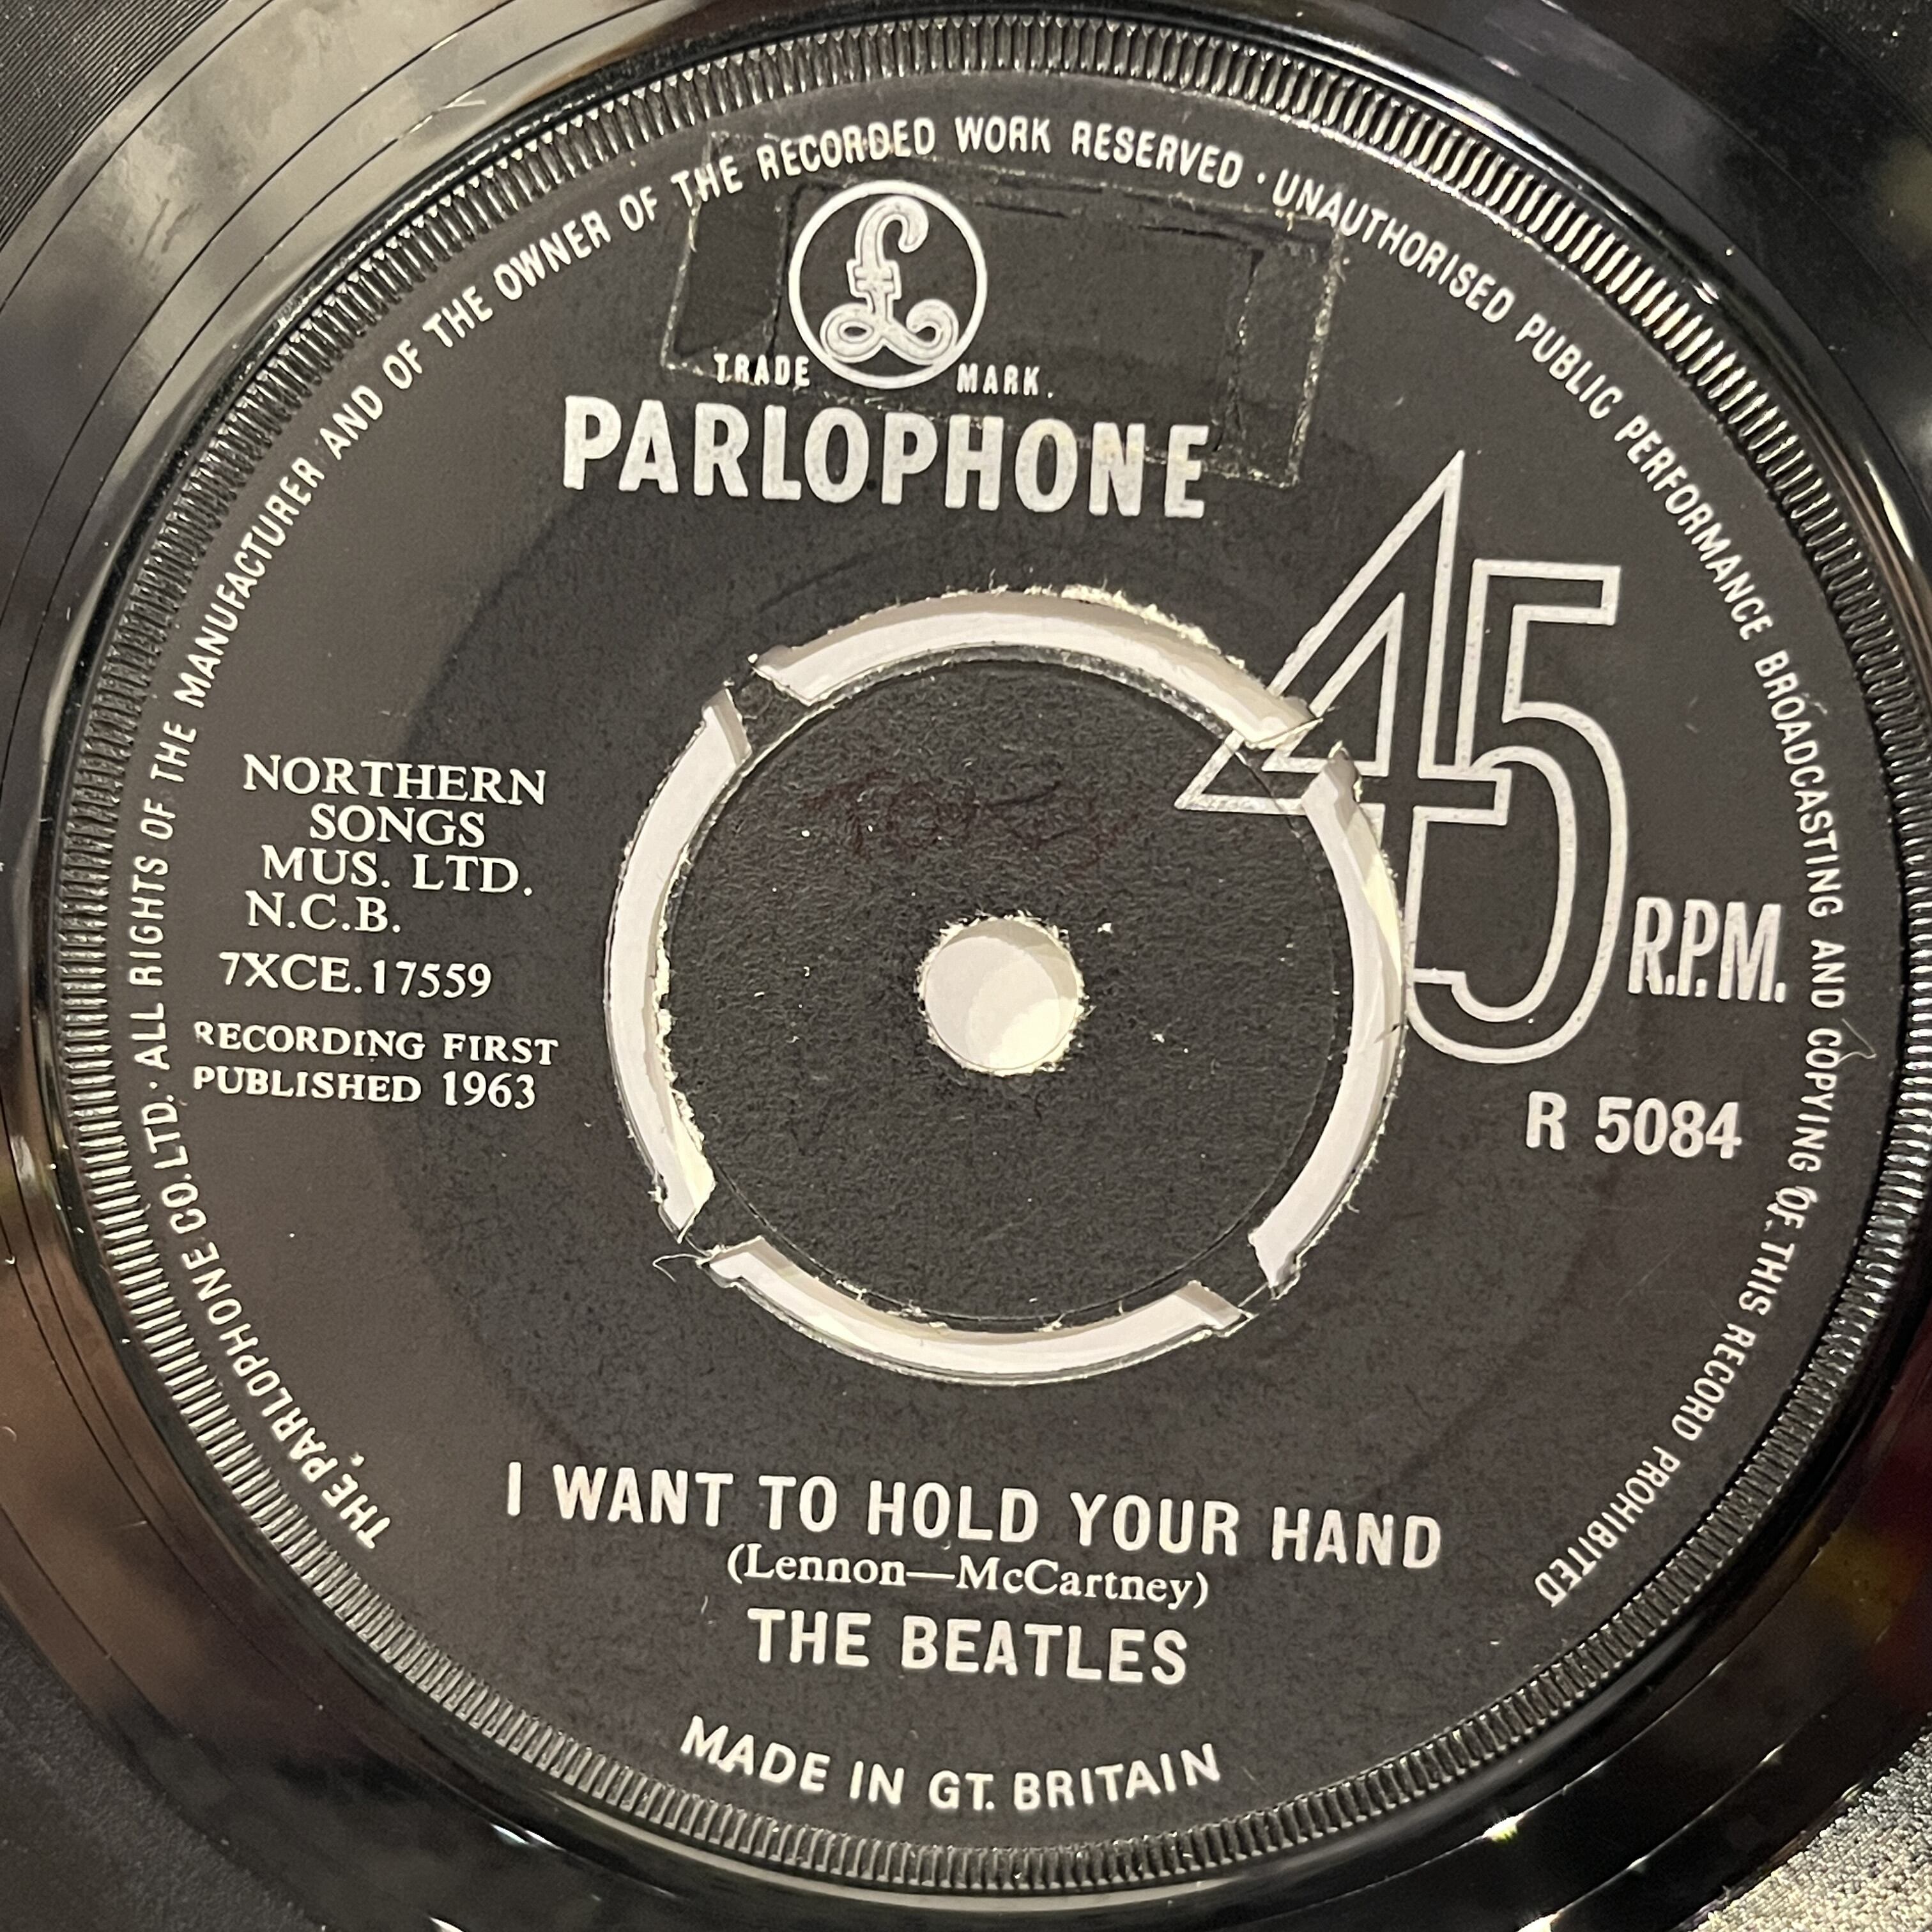 THE PARLOPHONE CO. LTD. · ALL RIGHTS OF THE MANUFACTURER AND OF THE OWNER OF THE RECORDED WORK RESERVED · UNAUTHORISED PUBLIC PERFORMANCE BROADCASTING AND COPYING OF THIS RECORD PROHIBITED
£
TRADE MARK.
PARLOPHONE
45 R.P.M.
NORTHERN
SONGS
MUS. LTD.
N.C.B.
7XCE.17559
RECORDING FIRST
PUBLISHED 1963
R 5084
I WANT TO HOLD YOUR HAND
(Lennon—McCartney)
THE BEATLES
MADE IN GT. BRITAIN